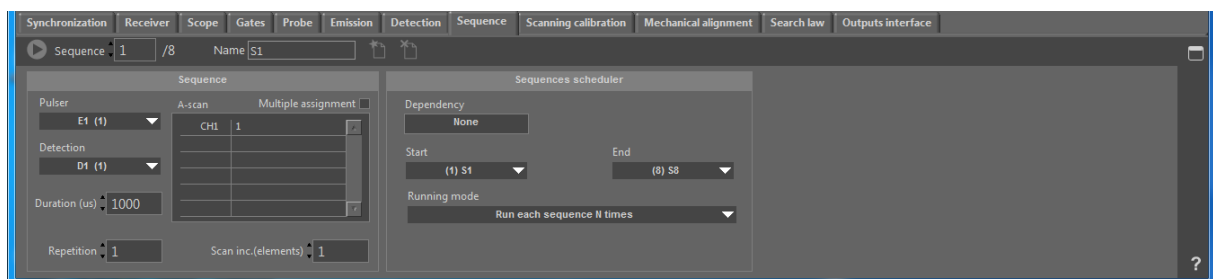 Synchronization Receiver Scope Gates Probe Emission Detection Sequence Scanning calibration Mechanical alignment Search law Outputs interface
Sequence 1 /8 Name S1
Sequence
Pulser
E1 (1)
Detection
D1 (1)
A-scan Multiple assignment
CH1 1
Duration (us) 1000
Repetition 1 Scan inc.(elements) 1
Sequences scheduler
Dependency
None
Start End
(1) S1 (8) S8
Running mode
Run each sequence N times
?